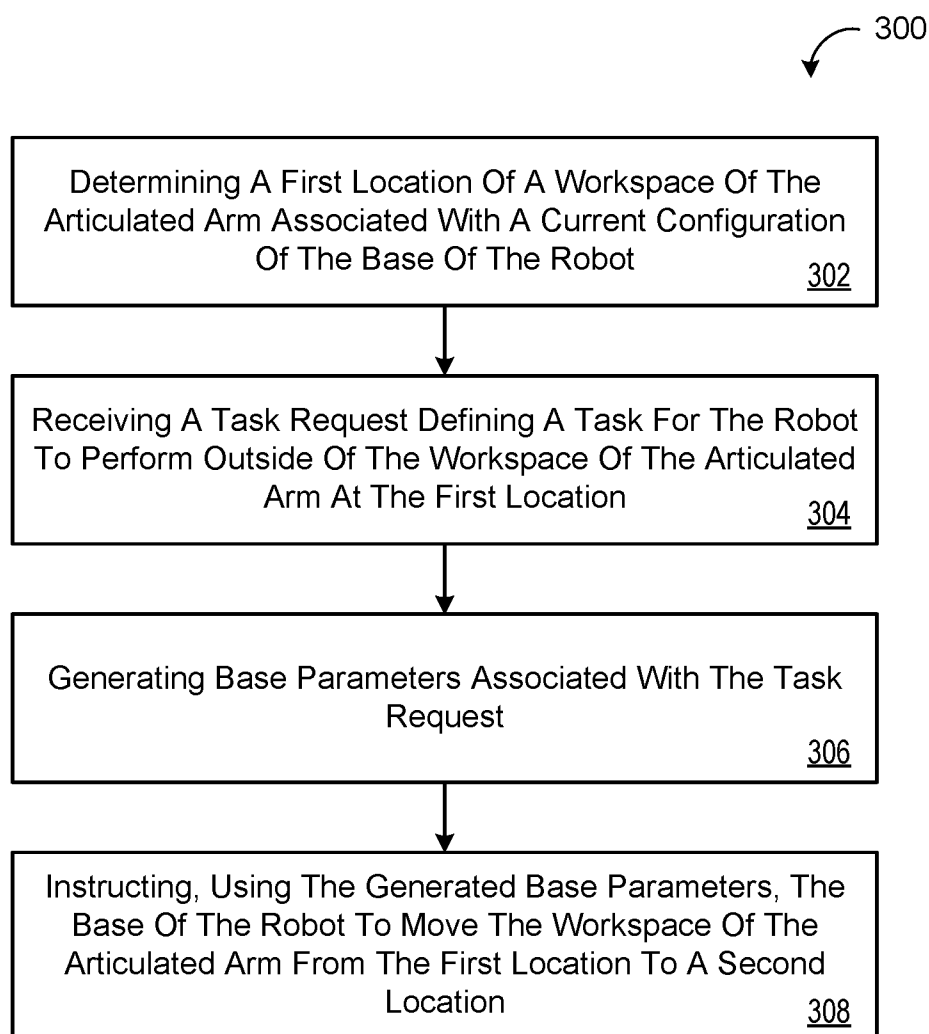 300
Determining A First Location Of A Workspace Of The
Articulated Arm Associated With A Current Configuration
Of The Base Of The Robot
302
Receiving A Task Request Defining A Task For The Robot
To Perform Outside Of The Workspace Of The Articulated
Arm At The First Location
304
Generating Base Parameters Associated With The Task
Request
306
Instructing, Using The Generated Base Parameters, The
Base Of The Robot To Move The Workspace Of The
Articulated Arm From The First Location To A Second
Location
308